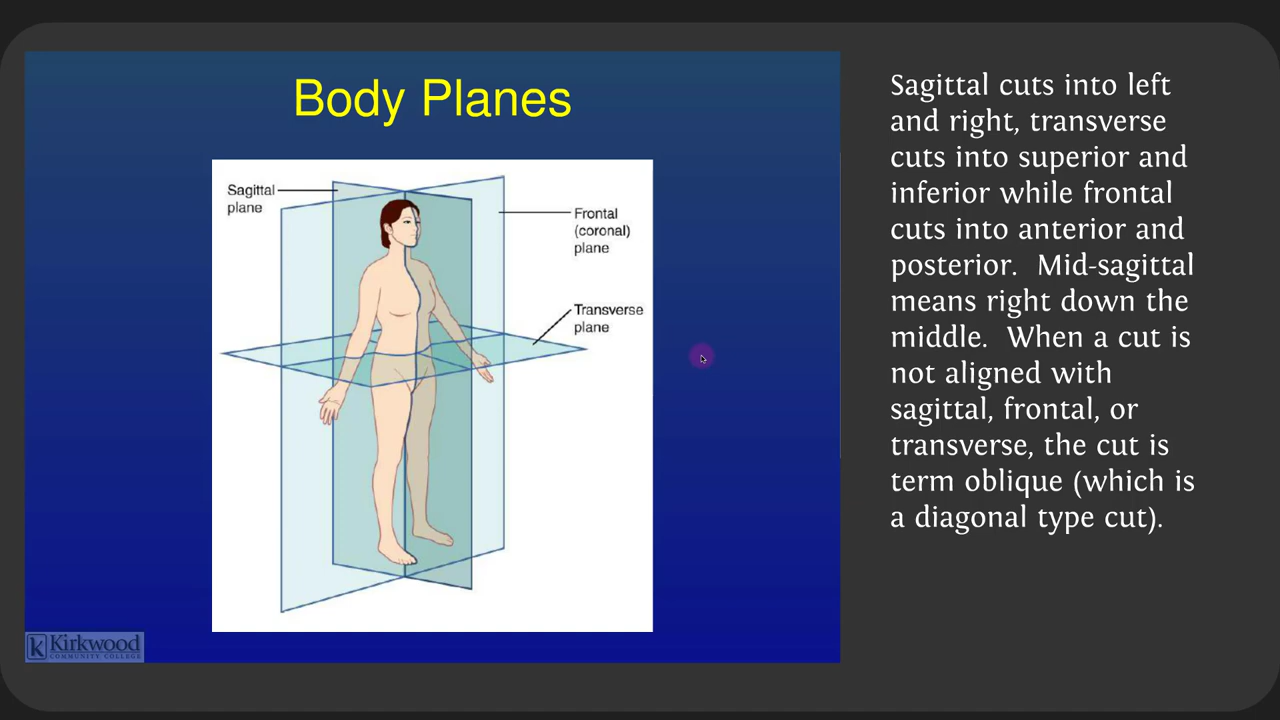 Body Planes
Sagittal
plane
Frontal
(coronal)
plane
Transverse
plane
Kirkwood
COMMUNITY COLLEGE
Sagittal cuts into left
and right, transverse
cuts into superior and
inferior while frontal
cuts into anterior and
posterior. Mid-sagittal
means right down the
middle. When a cut is
not aligned with
sagittal, frontal, or
transverse, the cut is
term oblique (which is
a diagonal type cut).